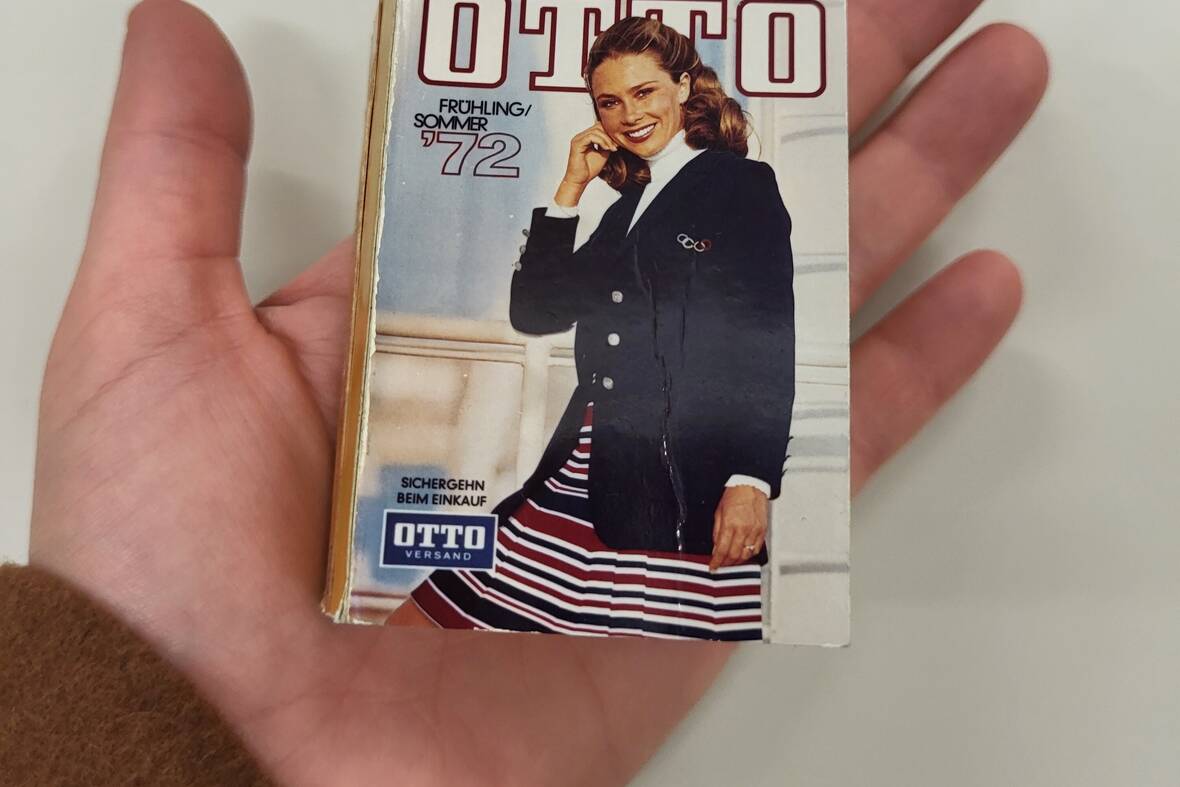 OTTO
FRÜHLING/
SOMMER
'72
SICHERGEHN
BEIM EINKAUF
OTTO
VERSAND